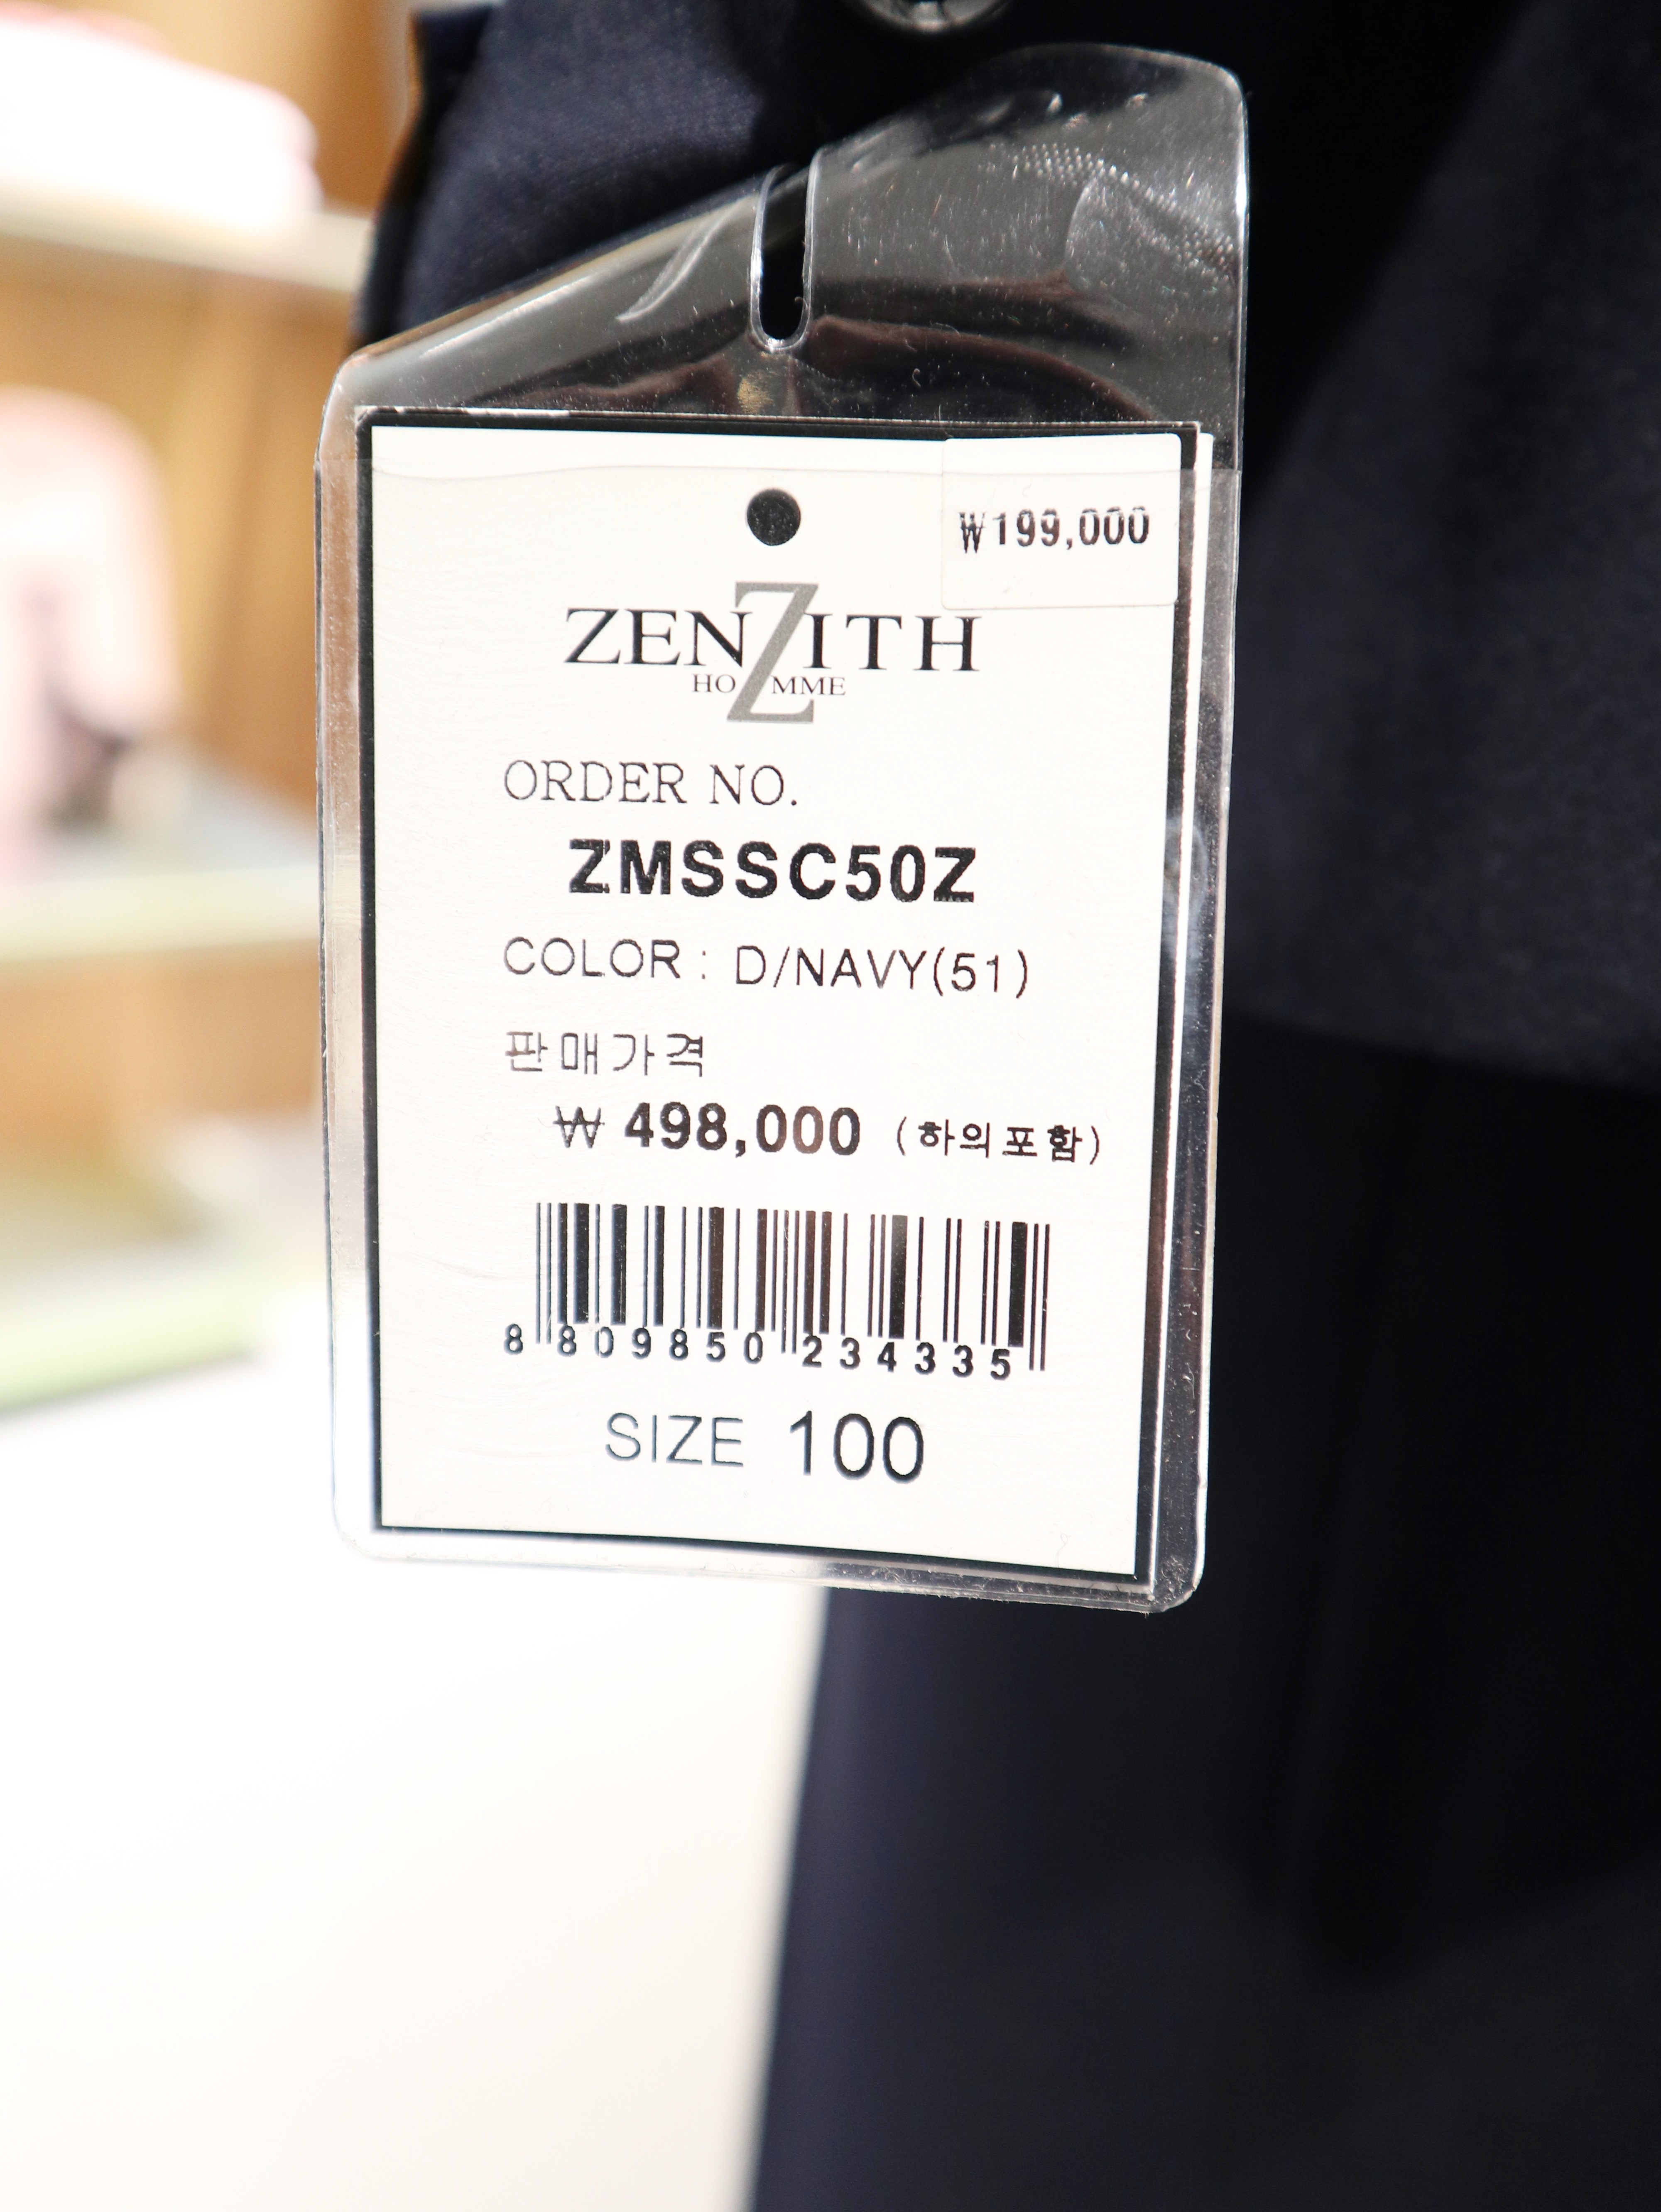 ₩199,000
ZENZITH
HOMME
ORDER NO.
ZMSSC50Z
COLOR : D/NAVY(51)
판매가격
₩ 498,000 (하의포함)
8 809850 234335
SIZE 100